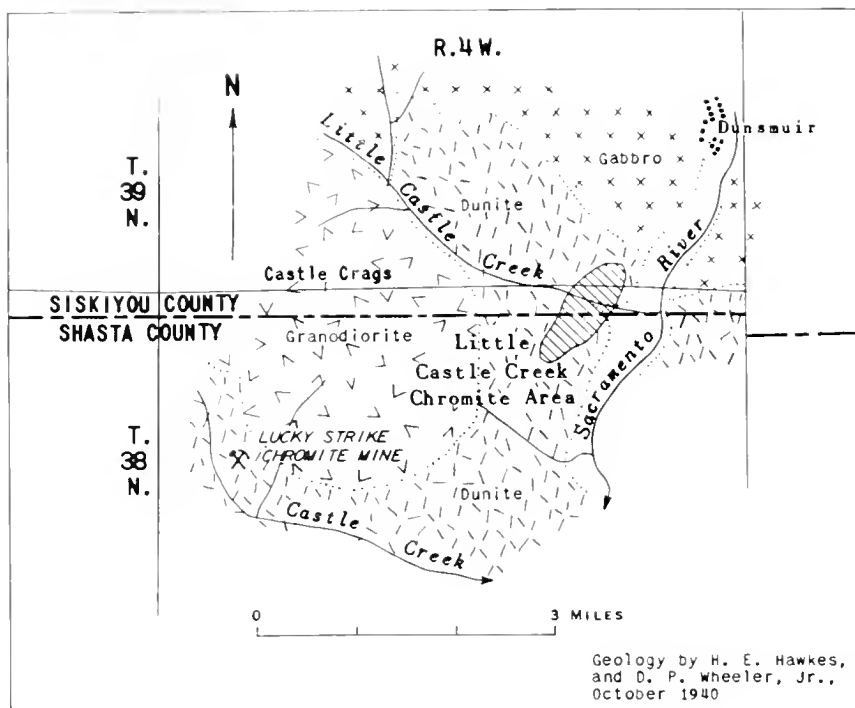 R.4W.
N
Dunsmuir
Little Castle Creek
Gabbro
T.
39
N.
Dunite
River
Castle Crags
SISKIYOU COUNTY
SHASTA COUNTY
Granodiorite
Little
Castle Creek
Chromite Area
Sacramento
T.
38
N.
LUCKY STRIKE
CHROMITE MINE
Dunite
Castle Creek
0 3 MILES
Geology by H. E. Hawkes,
and D. P. Wheeler, Jr.,
October 1940